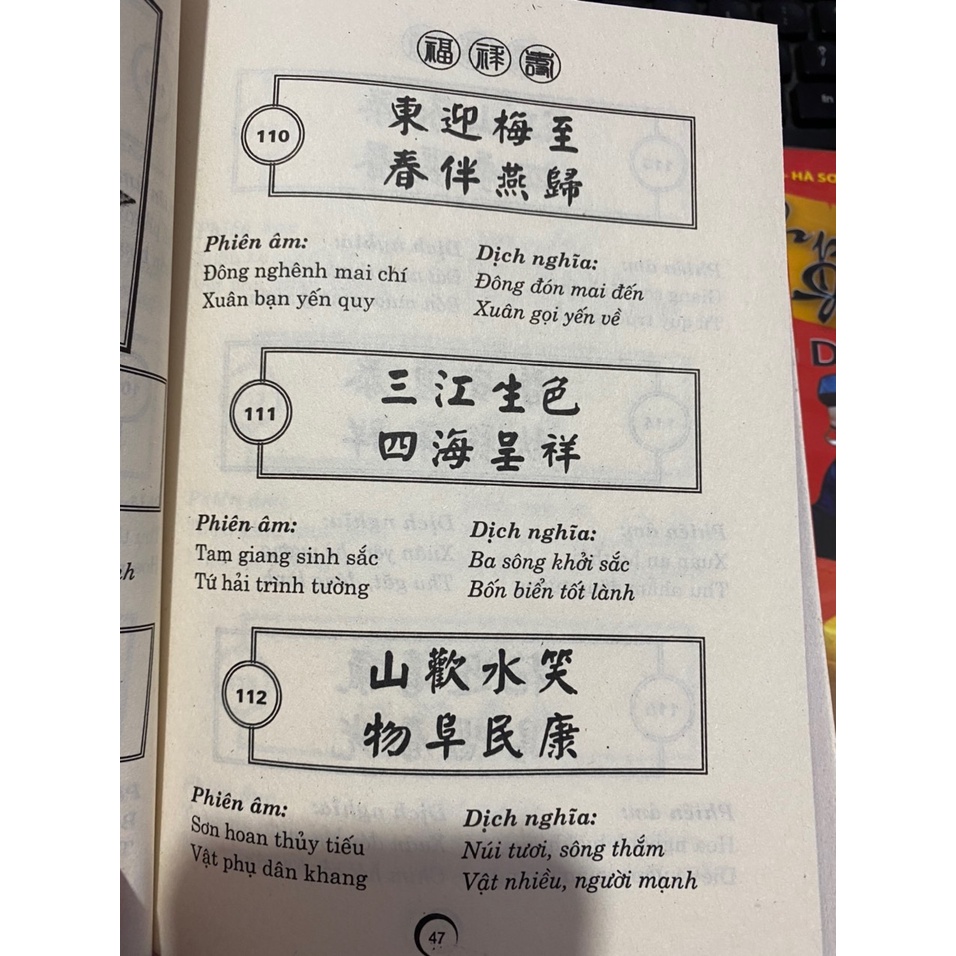 福 祿 壽
110
東迎梅至
春伴燕歸
Phiên âm:
Đông nghênh mai chí
Xuân bạn yến quy
Dịch nghĩa:
Đông đón mai đến
Xuân gọi yến về
111
三江生色
四海呈祥
Phiên âm:
Tam giang sinh sắc
Tứ hải trình tường
Dịch nghĩa:
Ba sông khởi sắc
Bốn biển tốt lành
112
山歡水笑
物阜民康
Phiên âm:
Sơn hoan thủy tiếu
Vật phụ dân khang
Dịch nghĩa:
Núi tươi, sông thắm
Vật nhiều, người mạnh
47
- HÀ SƠ